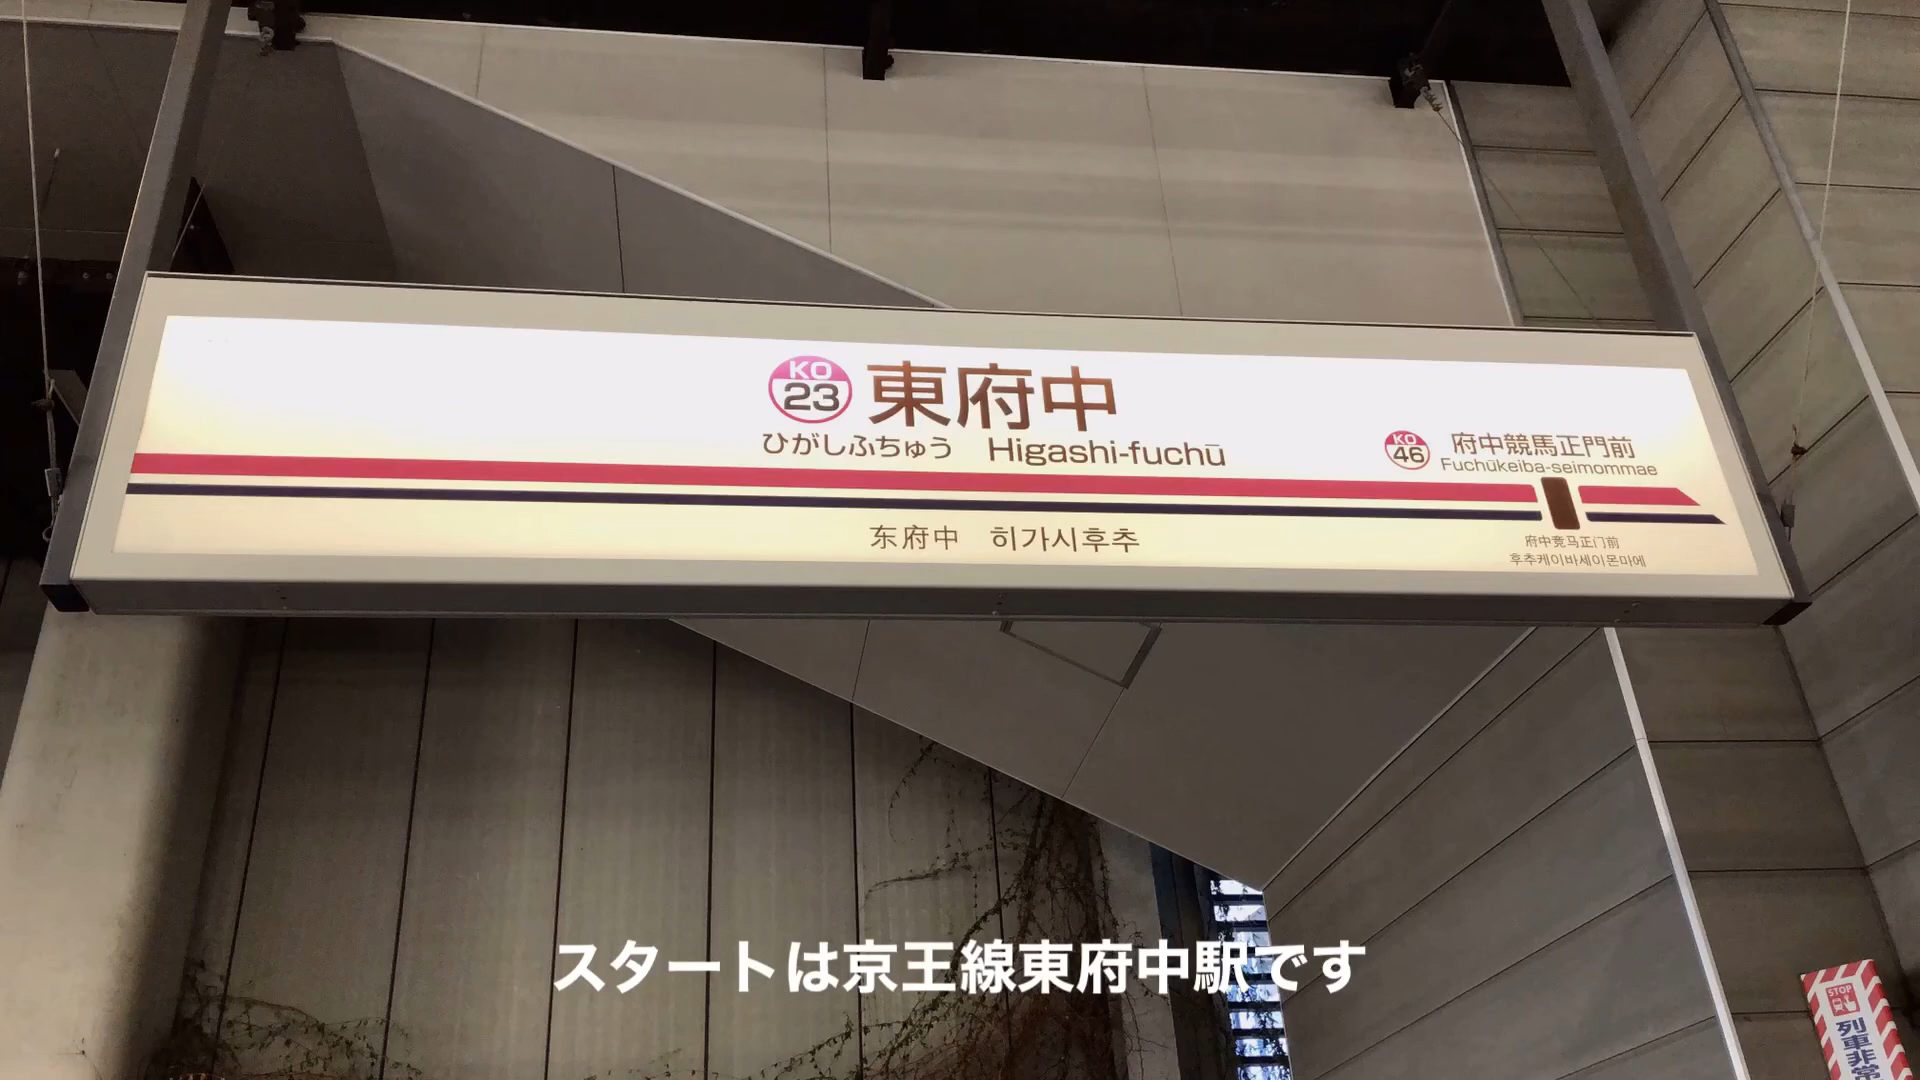 KO
23
東府中
ひがしふちゅう Higashi-fuchū
KO
46
府中競馬正門前
Fuchūkeiba-seimommae
东府中 히가시후추
府中竞马正门前
후추케이바세이몬마에
スタートは京王線東府中駅です
STOP
列車非常